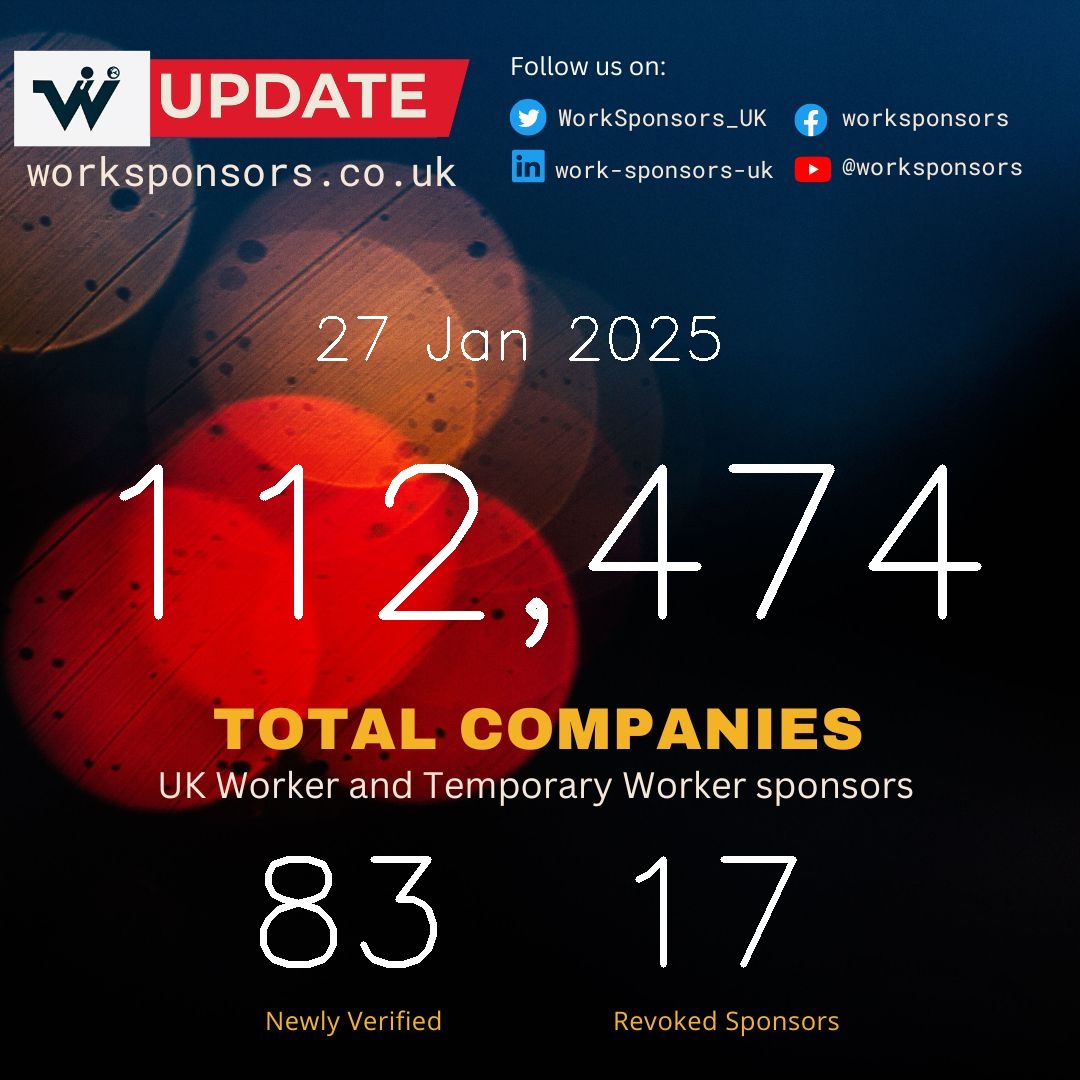 UPDATE
worksponsors.co.uk
Follow us on:
WorkSponsors_UK
worksponsors
work-sponsors-uk
@worksponsors
27 Jan 2025
112,474
TOTAL COMPANIES
UK Worker and Temporary Worker sponsors
83
17
Newly Verified
Revoked Sponsors